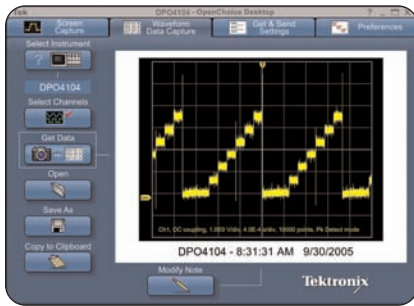 Tek
DPO4104 - OpenChoice Desktop
Screen
Capture
Waveform
Data Capture
Get & Send
Settings
Preferences
Select Instrument
DPO4104
Select Channels
Get Data
Open
Save As
Copy to Clipboard
Ch1, DC coupling, 1.0E0 V/div, 4.0E-4 s/div, 10000 points, Pk Detect mode
DPO4104 - 8:31:31 AM 9/30/2005
Modify Note
Tektronix